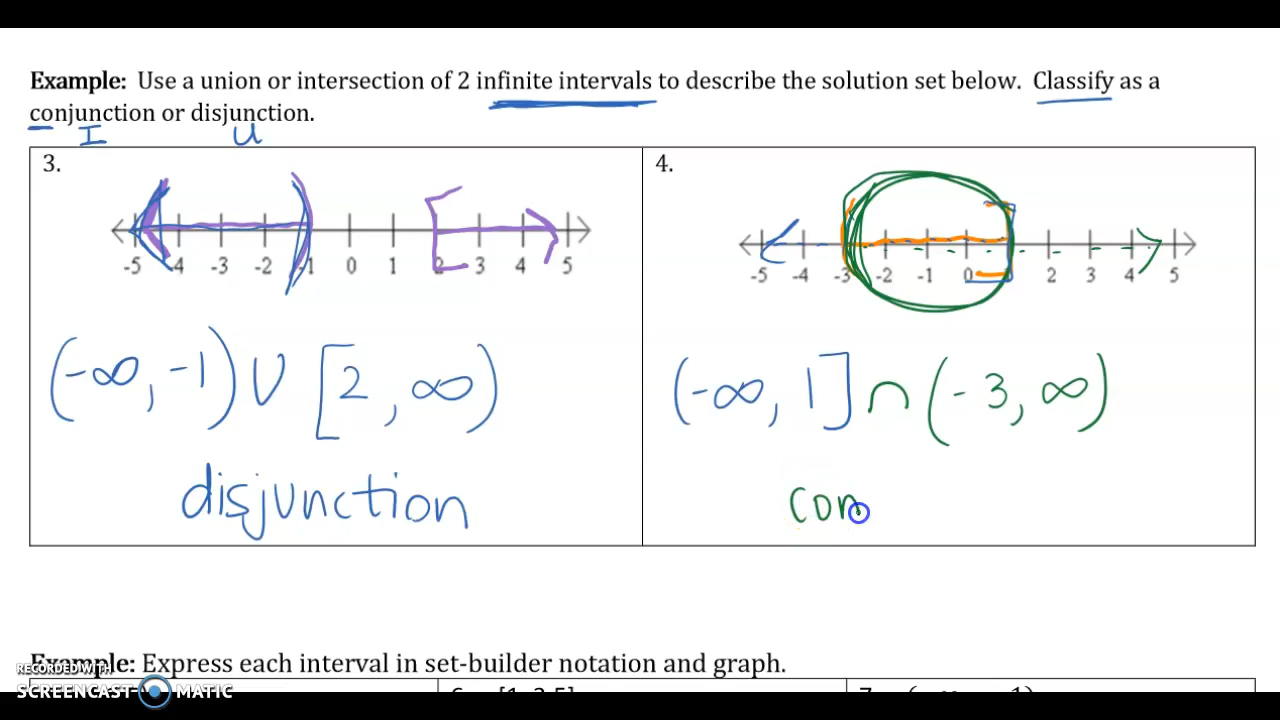 Example: Use a union or intersection of 2 infinite intervals to describe the solution set below. Classify as a
conjunction or disjunction.
I U
3.
-5 -4 -3 -2 -1 0 1 2 3 4 5
(-∞, -1) ∪ [2, ∞)
disjunction
4.
-5 -4 -3 -2 -1 0 1 2 3 4 5
(-∞, 1] ∩ (-3, ∞)
con
Example: Express each interval in set-builder notation and graph.
RECORDED WITH
SCREENCAST MATIC